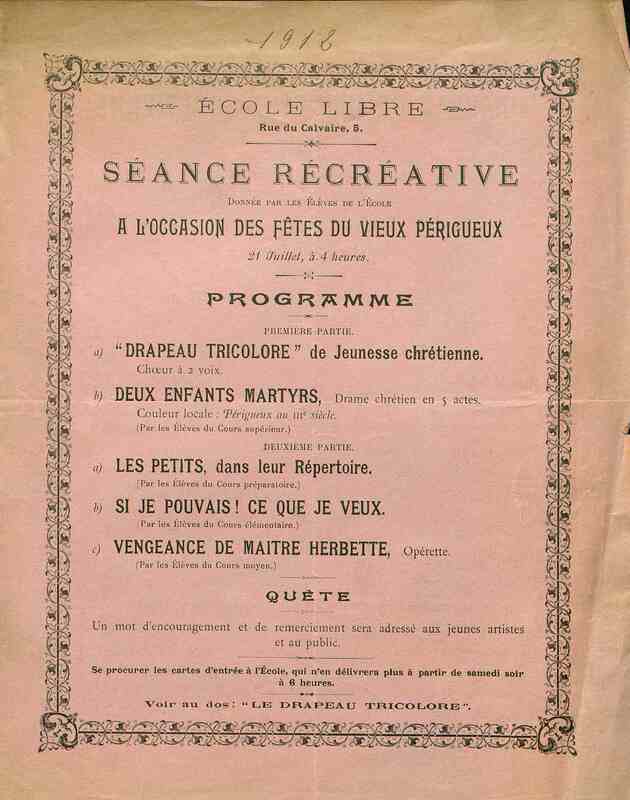 1912
ÉCOLE LIBRE
Rue du Calvaire, 5.
SÉANCE RÉCRÉATIVE
DONNÉE PAR LES ÉLÈVES DE L'ÉCOLE
A L'OCCASION DES FÊTES DU VIEUX PÉRIGUEUX
21 Juillet, à 4 heures.
PROGRAMME
PREMIÈRE PARTIE.
a) “DRAPEAU TRICOLORE” de Jeunesse chrétienne.
Chœur à 2 voix.
b) DEUX ENFANTS MARTYRS, Drame chrétien en 5 actes.
Couleur locale : Périgueux au IIIe siècle.
(Par les Élèves du Cours supérieur.)
DEUXIÈME PARTIE.
a) LES PETITS, dans leur Répertoire.
(Par les Élèves du Cours préparatoire.)
b) SI JE POUVAIS ! CE QUE JE VEUX.
(Par les Élèves du Cours élémentaire.)
c) VENGEANCE DE MAITRE HERBETTE, Opérette.
(Par les Élèves du Cours moyen.)
QUÊTE
Un mot d'encouragement et de remerciement sera adressé aux jeunes artistes
et au public.
Se procurer les cartes d'entrée à l'École, qui n'en délivrera plus à partir de samedi soir
à 6 heures.
Voir au dos : “LE DRAPEAU TRICOLORE”.